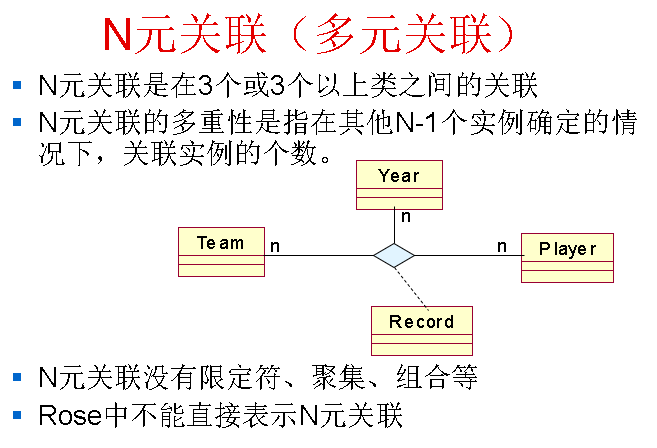 N元关联（多元关联）
N元关联是在3个或3个以上类之间的关联
N元关联的多重性是指在其他N-1个实例确定的情
况下，关联实例的个数。
Year
n
Team
n
n
Player
Record
N元关联没有限定符、聚集、组合等
Rose中不能直接表示N元关联